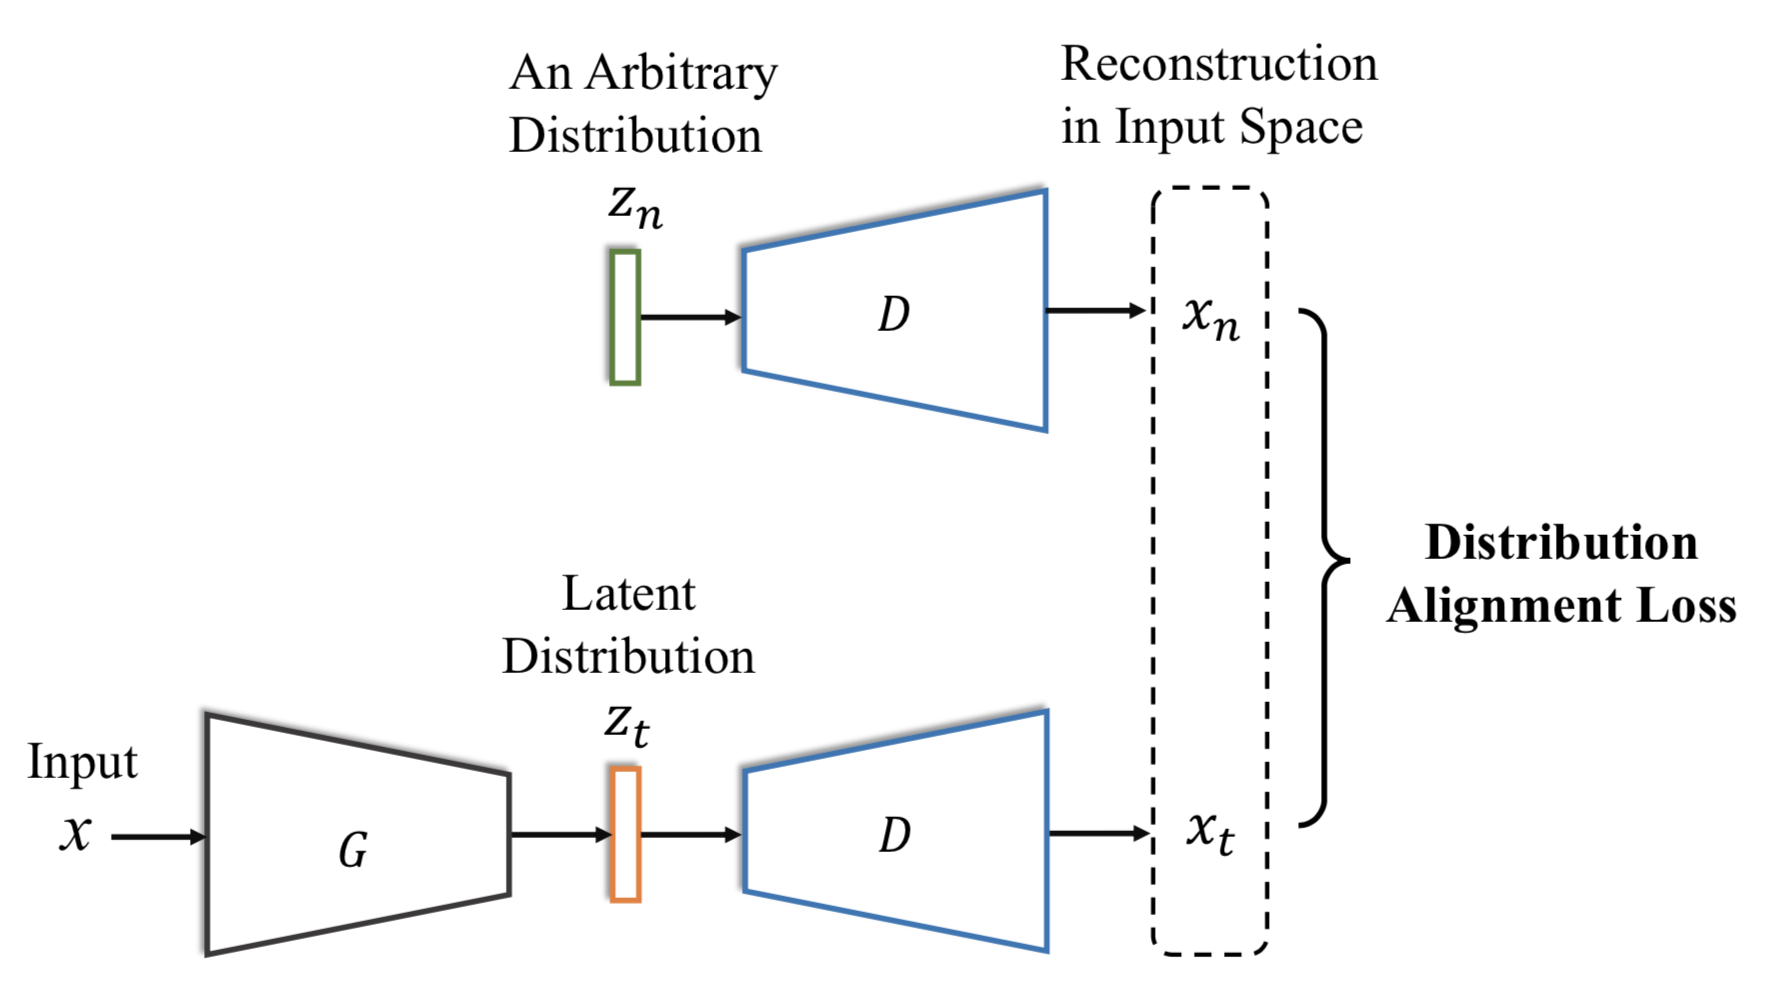 An Arbitrary
Distribution
z_n
D
Reconstruction
in Input Space
x_n
Distribution
Alignment Loss
Input
x
G
Latent
Distribution
z_t
D
x_t